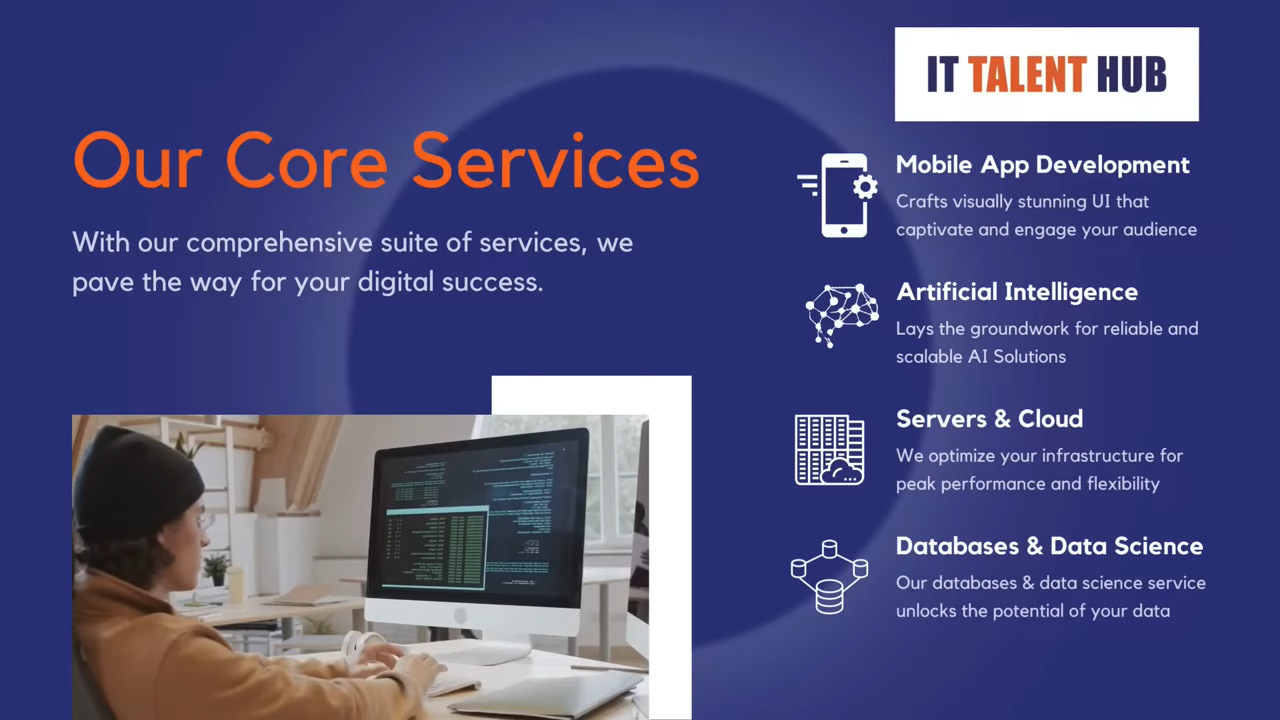 IT TALENT HUB
Our Core Services
With our comprehensive suite of services, we
pave the way for your digital success.
Mobile App Development
Crafts visually stunning UI that
captivate and engage your audience
Artificial Intelligence
Lays the groundwork for reliable and
scalable AI Solutions
Servers & Cloud
We optimize your infrastructure for
peak performance and flexibility
Databases & Data Science
Our databases & data science service
unlocks the potential of your data